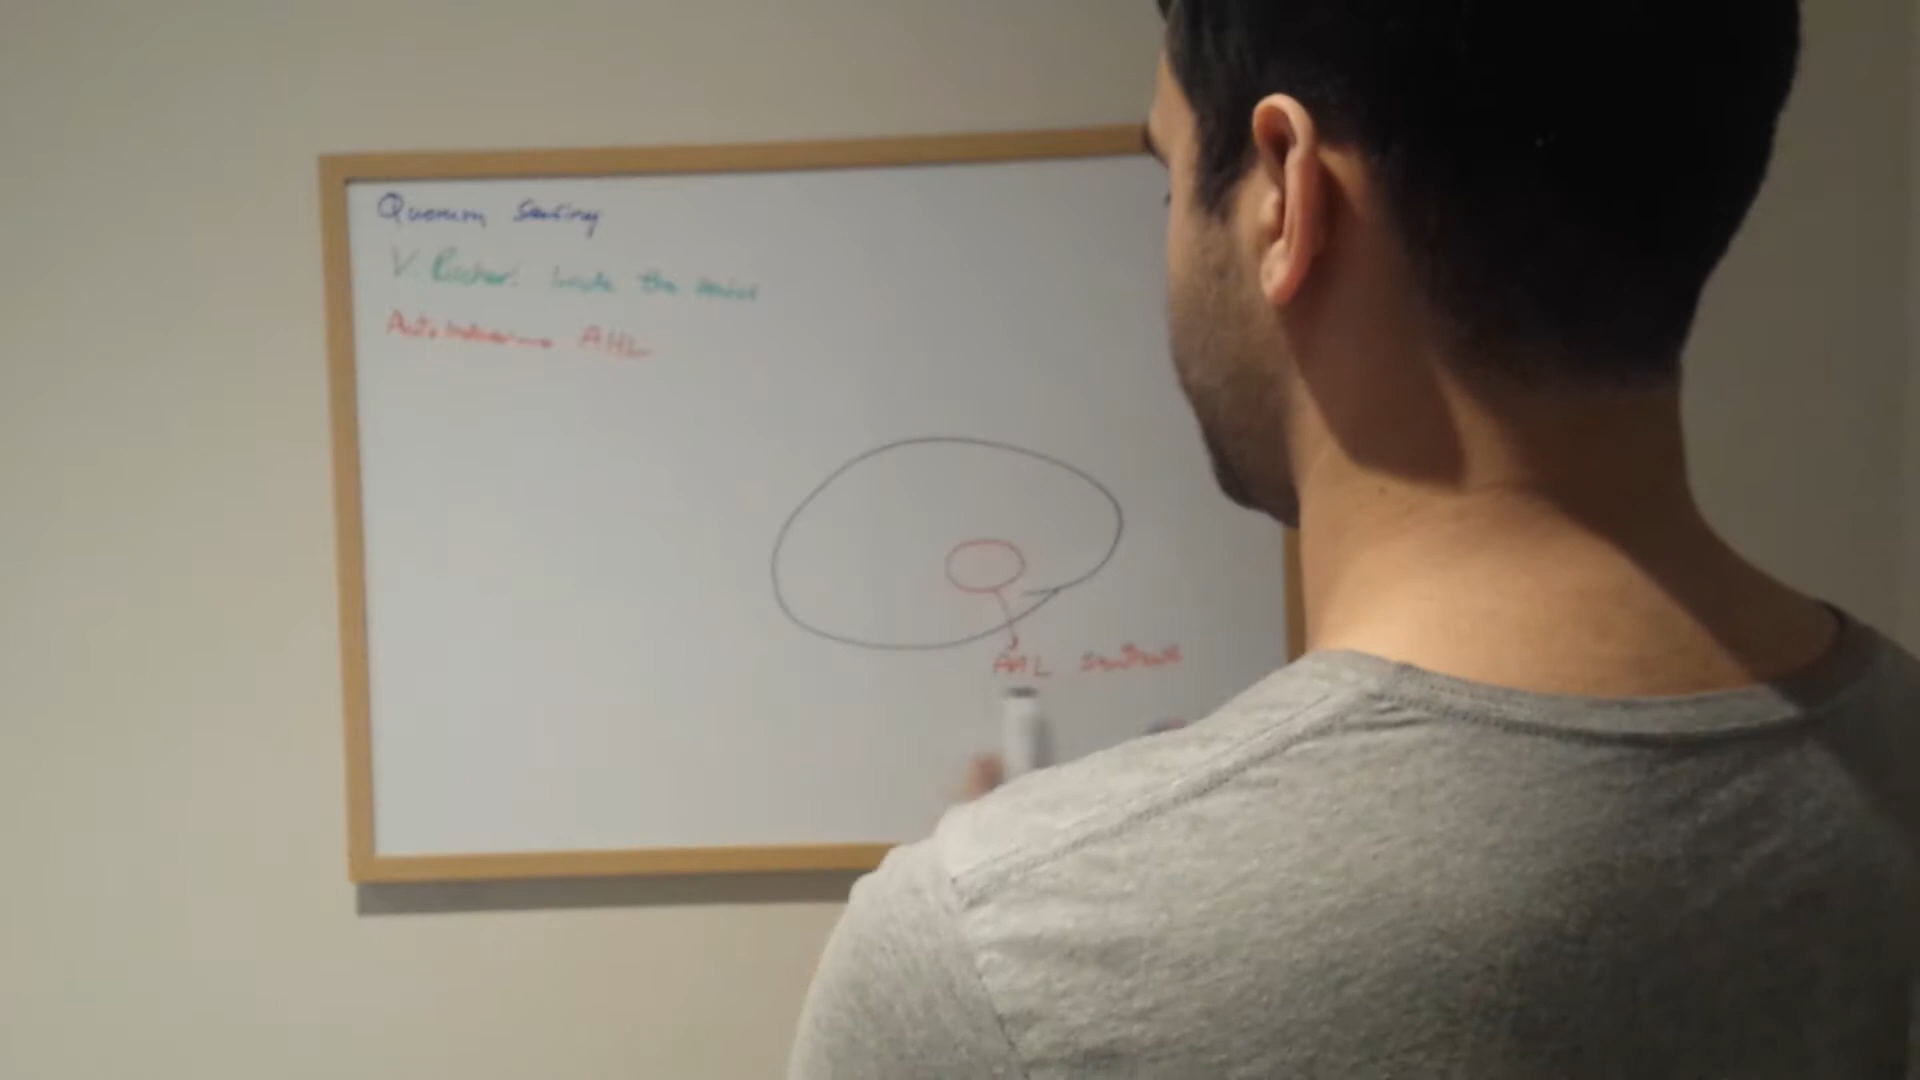 Quorum Sensing
V. Fischeri
Autoinducer AHL
AHL synthase